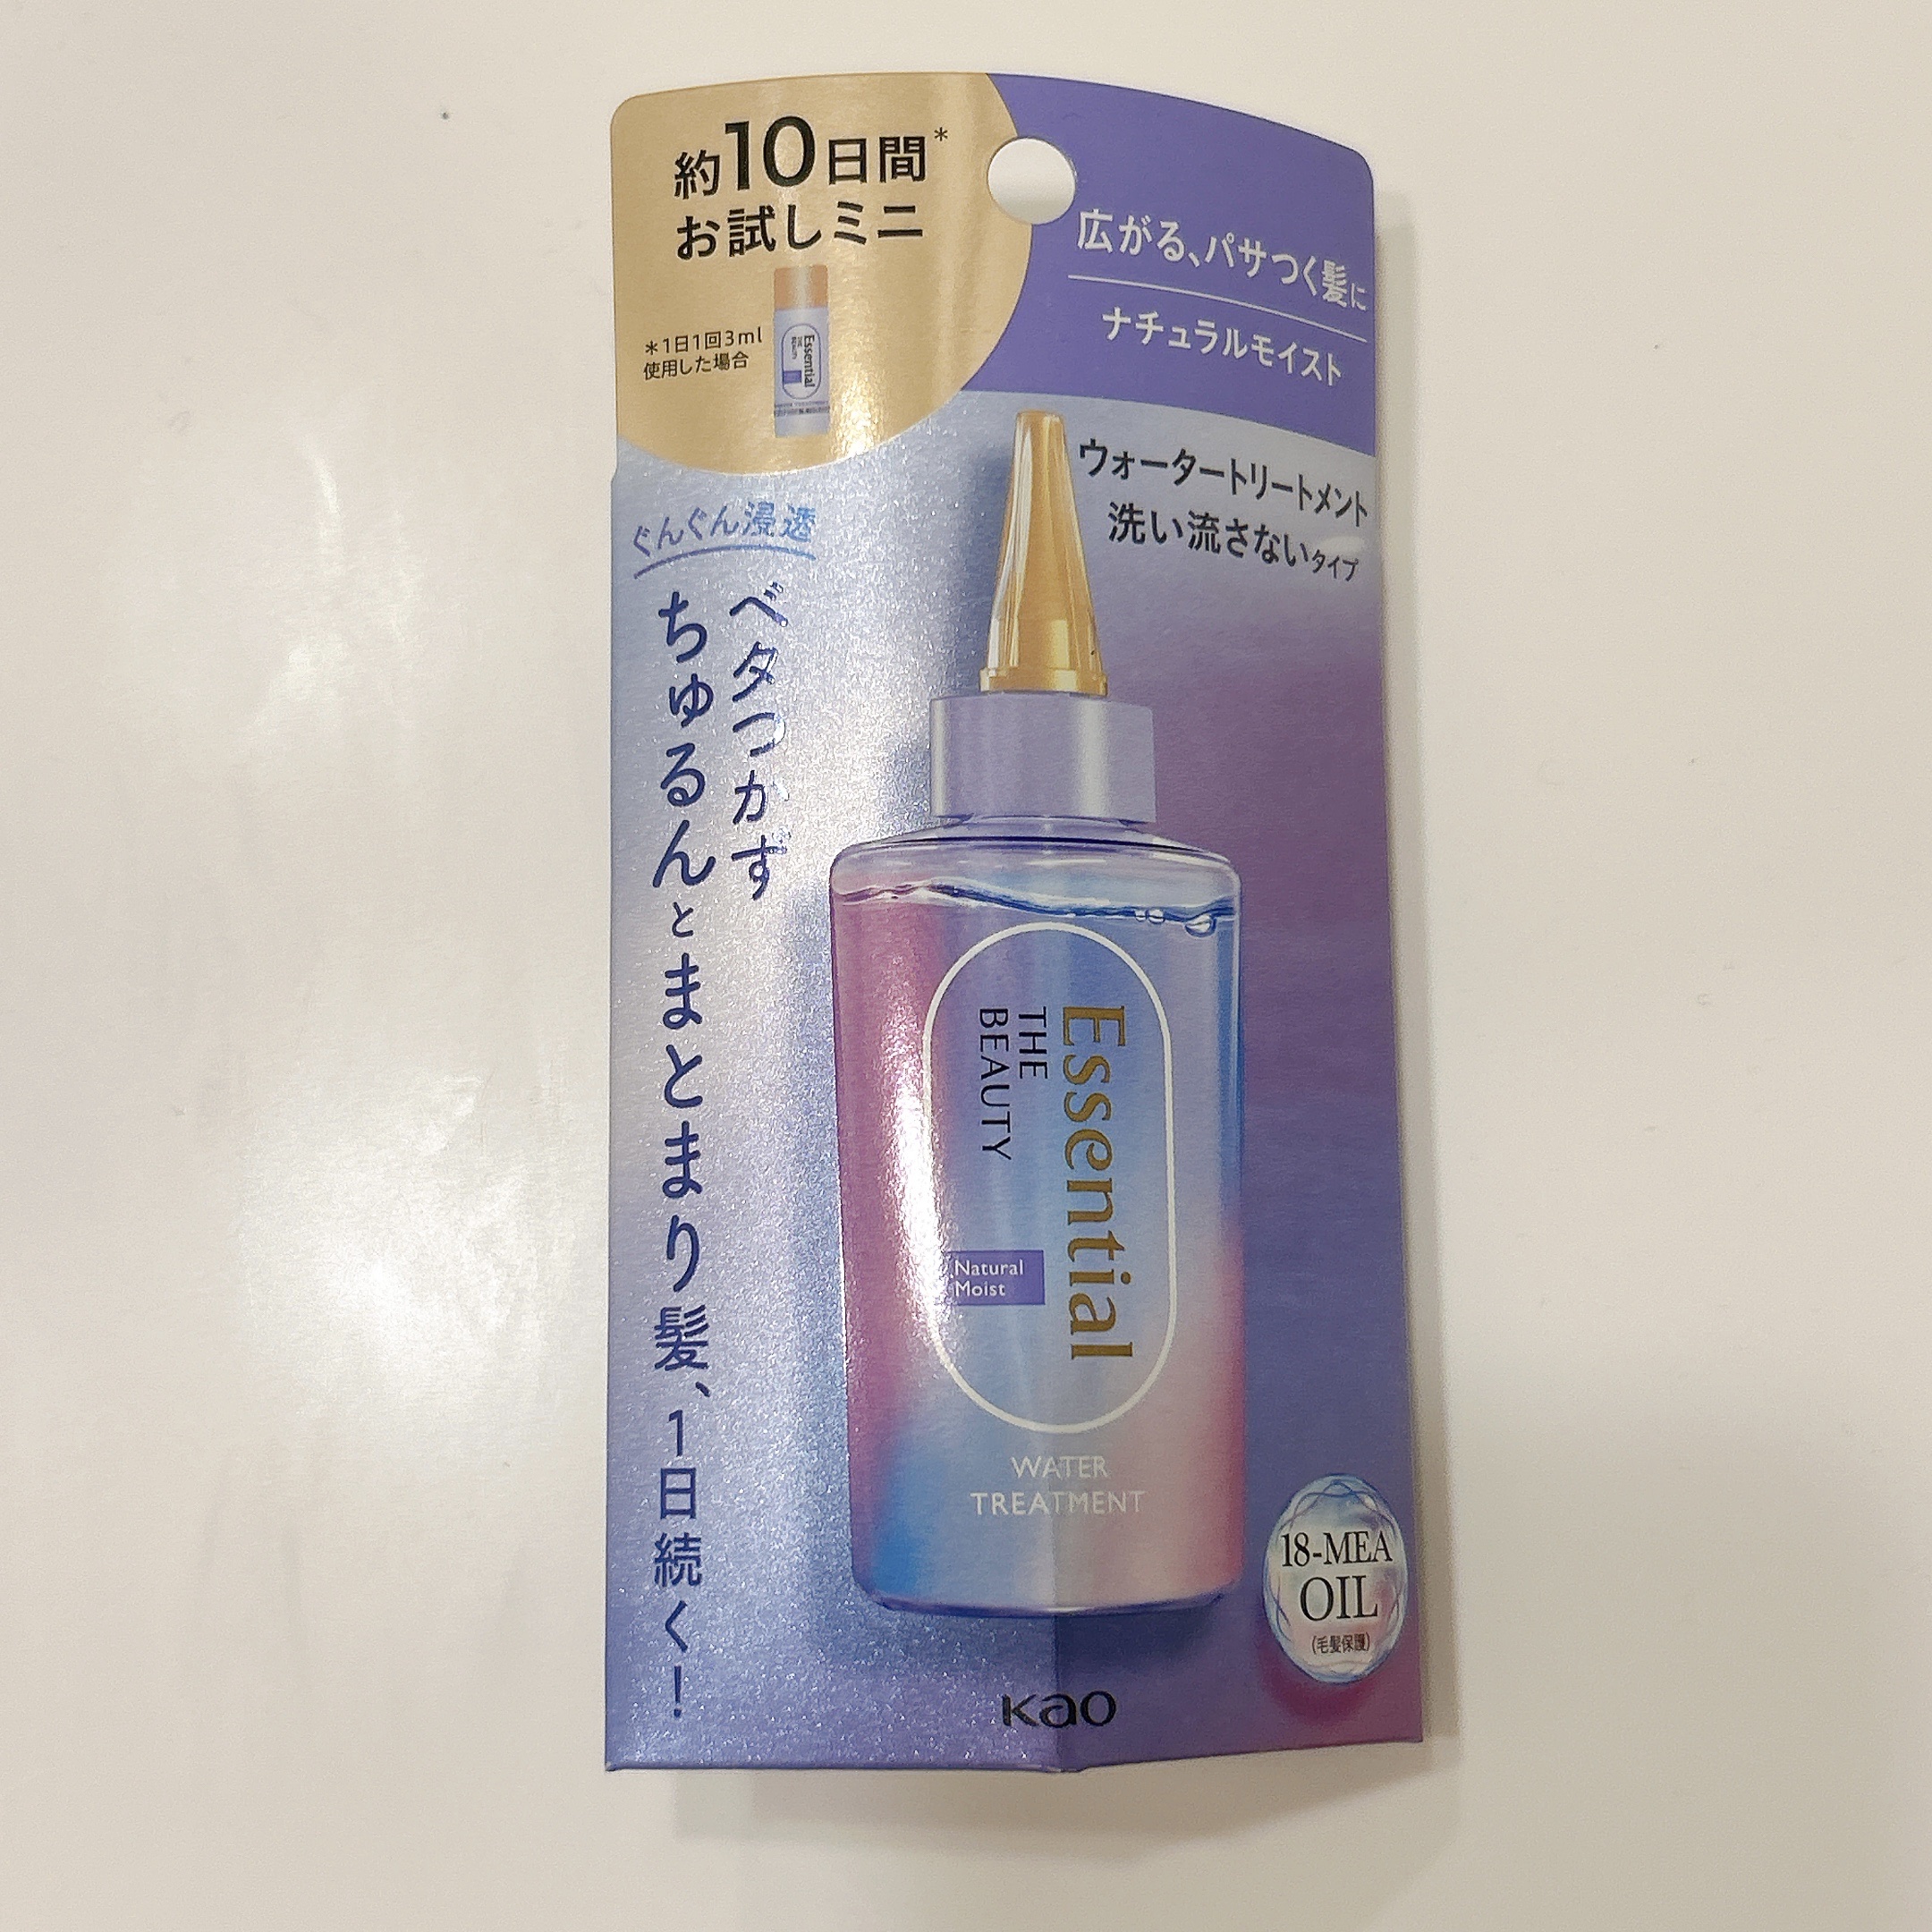 約10日間*
お試しミニ
*1日1回3ml
使用した場合
Essential
THE
BEAUTY
広がる、パサつく髪に
ナチュラルモイスト
ウォータートリートメント
洗い流さないタイプ
ぐんぐん浸透
ベタつかず
ちゅるんとまとまり髪、1日続く!
Essential
THE
BEAUTY
Natural
Moist
WATER
TREATMENT
18-MEA
OIL
(毛髪保護)
Kao